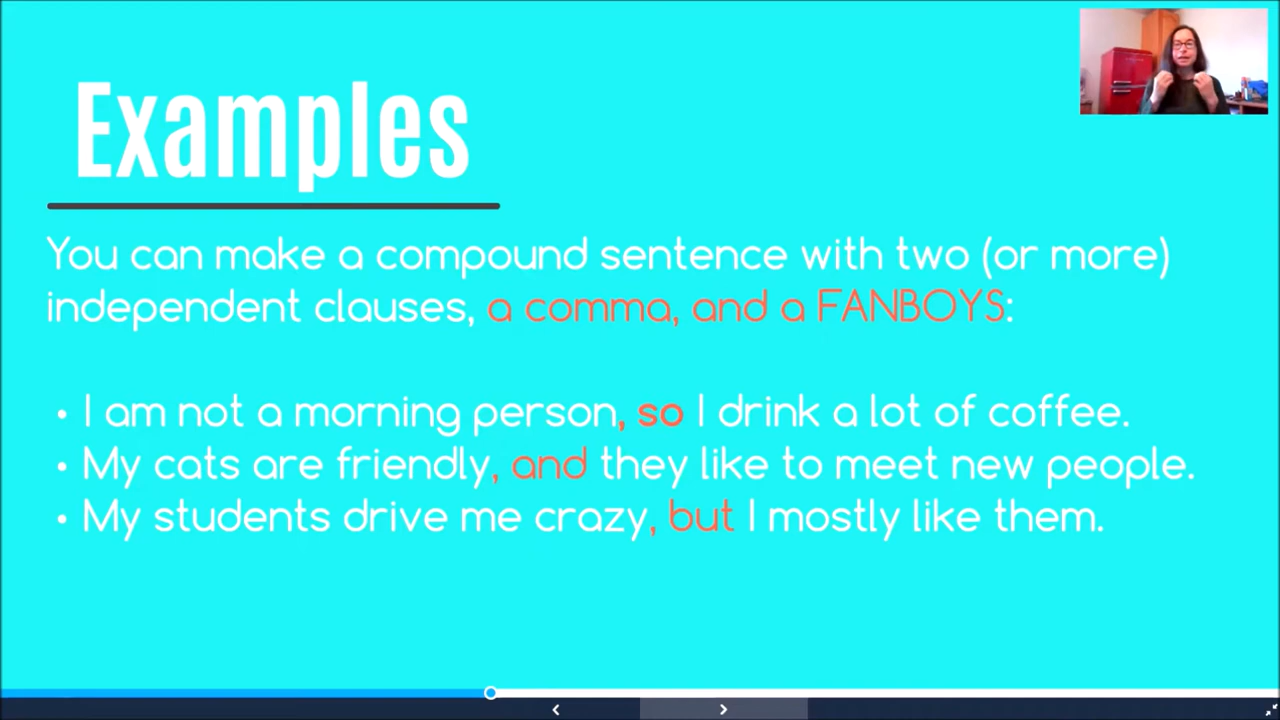 Examples
You can make a compound sentence with two (or more)
independent clauses, a comma, and a FANBOYS:
• I am not a morning person, so I drink a lot of coffee.
• My cats are friendly, and they like to meet new people.
• My students drive me crazy, but I mostly like them.